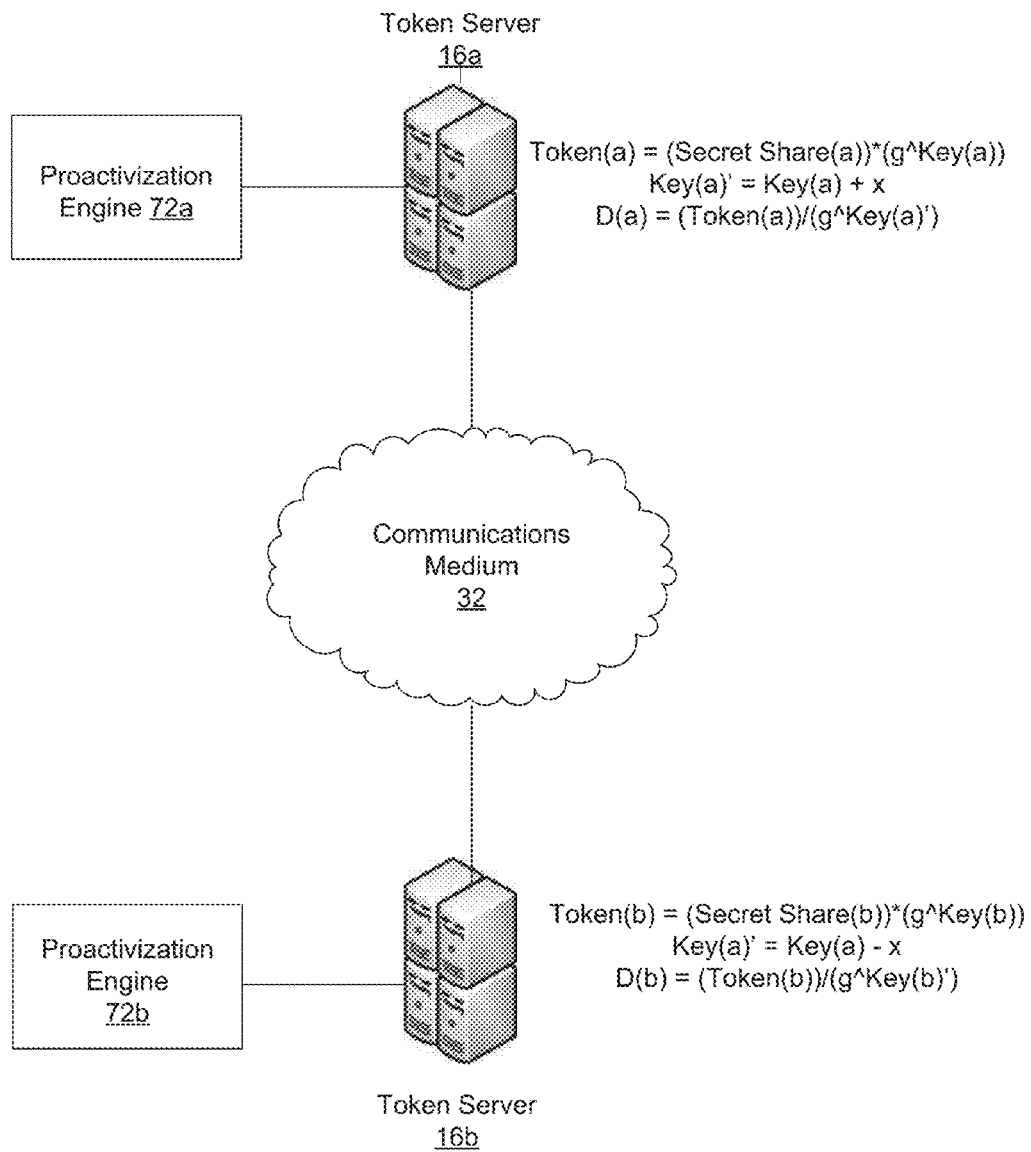 Token Server
16a
Proactivization
Engine 72a
Token(a) = (Secret Share(a))*(g^Key(a))
Key(a)' = Key(a) + x
D(a) = (Token(a))/(g^Key(a)')
Communications
Medium
32
Proactivization
Engine
72b
Token(b) = (Secret Share(b))*(g^Key(b))
Key(a)' = Key(a) - x
D(b) = (Token(b))/(g^Key(b)')
Token Server
16b